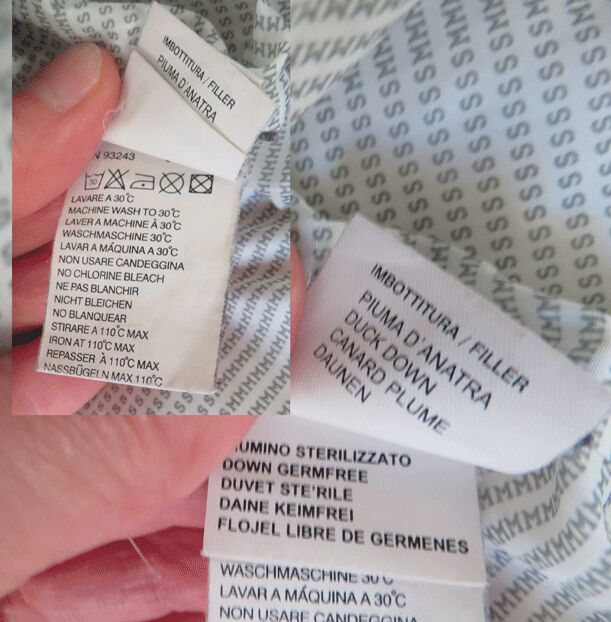 IMBOTTITURA / FILLER
PIUMA D'ANATRA
N 93243
30
LAVARE A 30°C
MACHINE WASH TO 30°C
LAVER A MACHINE À 30°C
WASCHMASCHINE 30°C
LAVAR A MÁQUINA A 30°C
NON USARE CANDEGGINA
NO CHLORINE BLEACH
NE PAS BLANCHIR
NICHT BLEICHEN
NO BLANQUEAR
STIRARE A 110°C MAX
IRON AT 110°C MAX
REPASSER À 110°C MAX
NASSBÜGELN MAX 110°C
IMBOTTITURA / FILLER
PIUMA D'ANATRA
DUCK DOWN
CANARD PLUME
DAUNEN
STERILIZZATO
DOWN GERMFREE
DUVET STE'RILE
DAINE KEIMFREI
FLOJEL LIBRE DE GERMENES
WASCHMASCHINE 30°C
LAVAR A MÁQUINA A 30°C
NON USARE CANDEGGINA